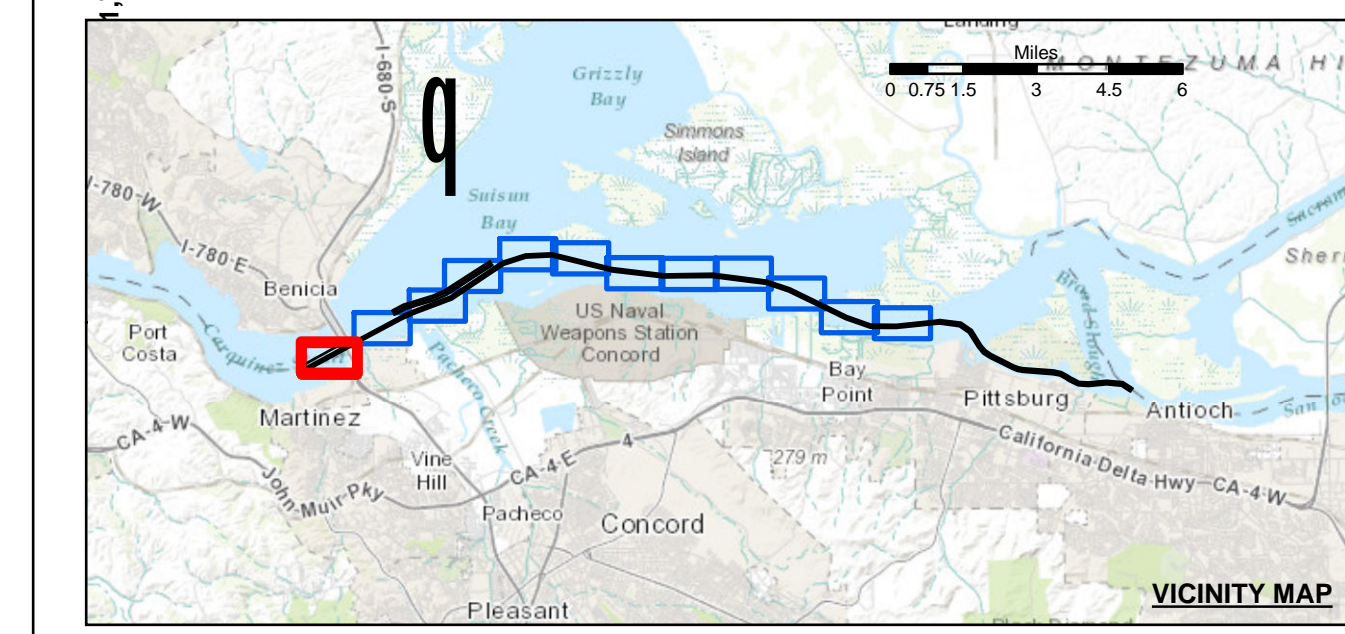 Landing
Miles
MONTEZUMA HI
0 0.75 1.5 3 4.5 6
I-680-S
Grizzly
Bay
q
Simmons
Island
I-780-W
Suisun
Bay
I-780-E
Benicia
Port
Costa
Carquinez
US Naval
Weapons Station
Concord
Broad Slough
Pacheco Creek
Bay
Point
Pittsburg
Martinez
Antioch
CA-4-W
Vine
Hill
CA-4-E
4
279 m
California-Delta-Hwy
CA-4-W
John-Muir-Pky
Pacheco
Concord
VICINITY MAP
Pleasant